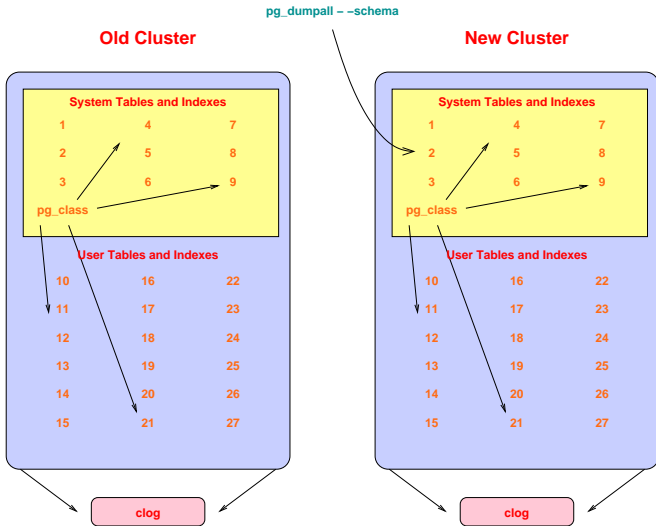 pg_dumpall − −schema
Old Cluster
System Tables and Indexes
1 4 7
2 5 8
3 6 9
pg_class
User Tables and Indexes
10 16 22
11 17 23
12 18 24
13 19 25
14 20 26
15 21 27
clog
New Cluster
System Tables and Indexes
1 4 7
2 5 8
3 6 9
pg_class
User Tables and Indexes
10 16 22
11 17 23
12 18 24
13 19 25
14 20 26
15 21 27
clog